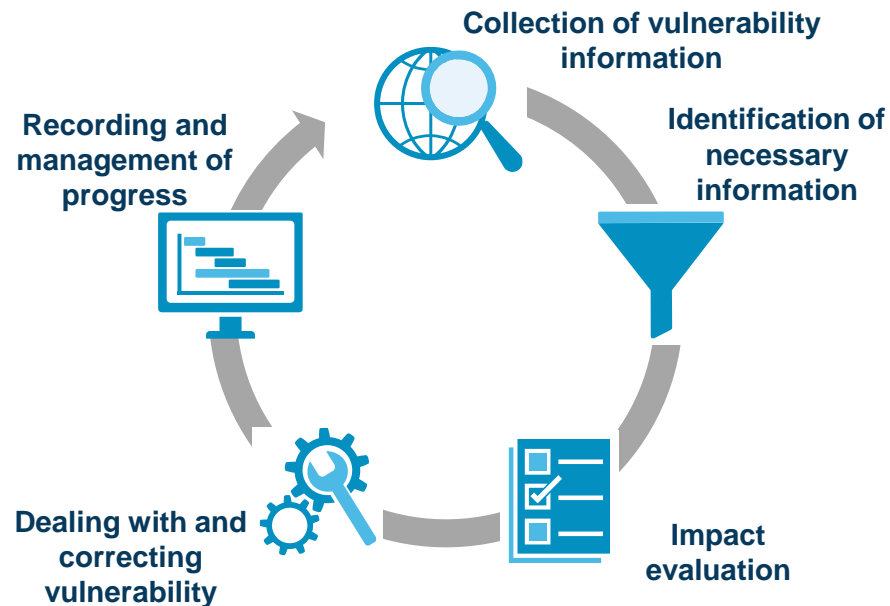 Collection of vulnerability
information
Identification of
necessary
information
Impact
evaluation
Dealing with and
correcting
vulnerability
Recording and
management of
progress